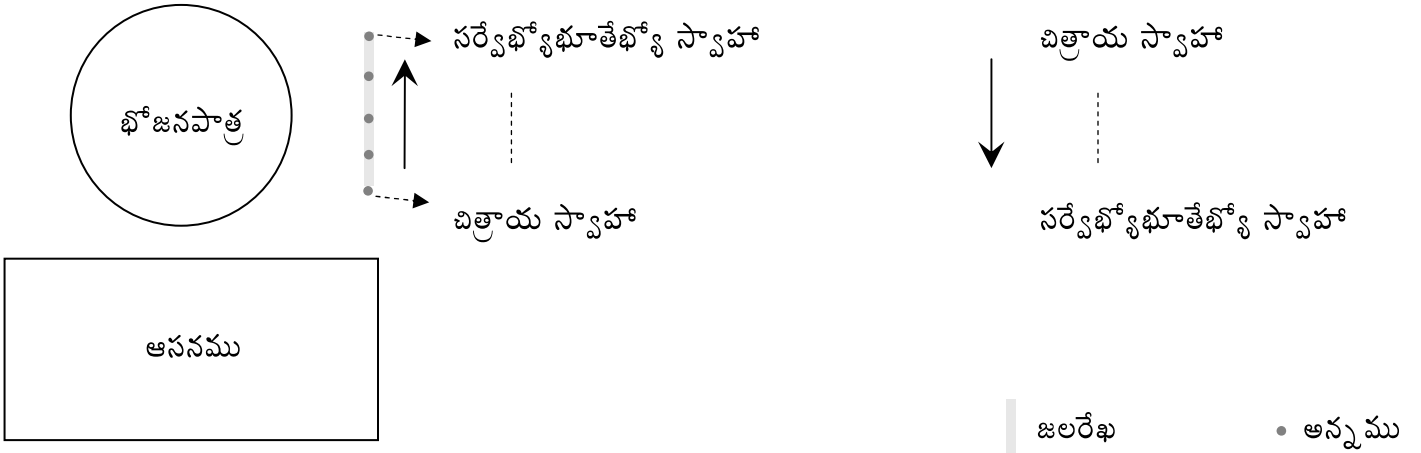 సర్వేభ్యోభూతేభ్యో స్వాహా
చిత్రాయ స్వాహా
భోజనపాత్ర
చిత్రాయ స్వాహా
సర్వేభ్యోభూతేభ్యో స్వాహా
ఆసనము
జలరేఖ
అన్నము